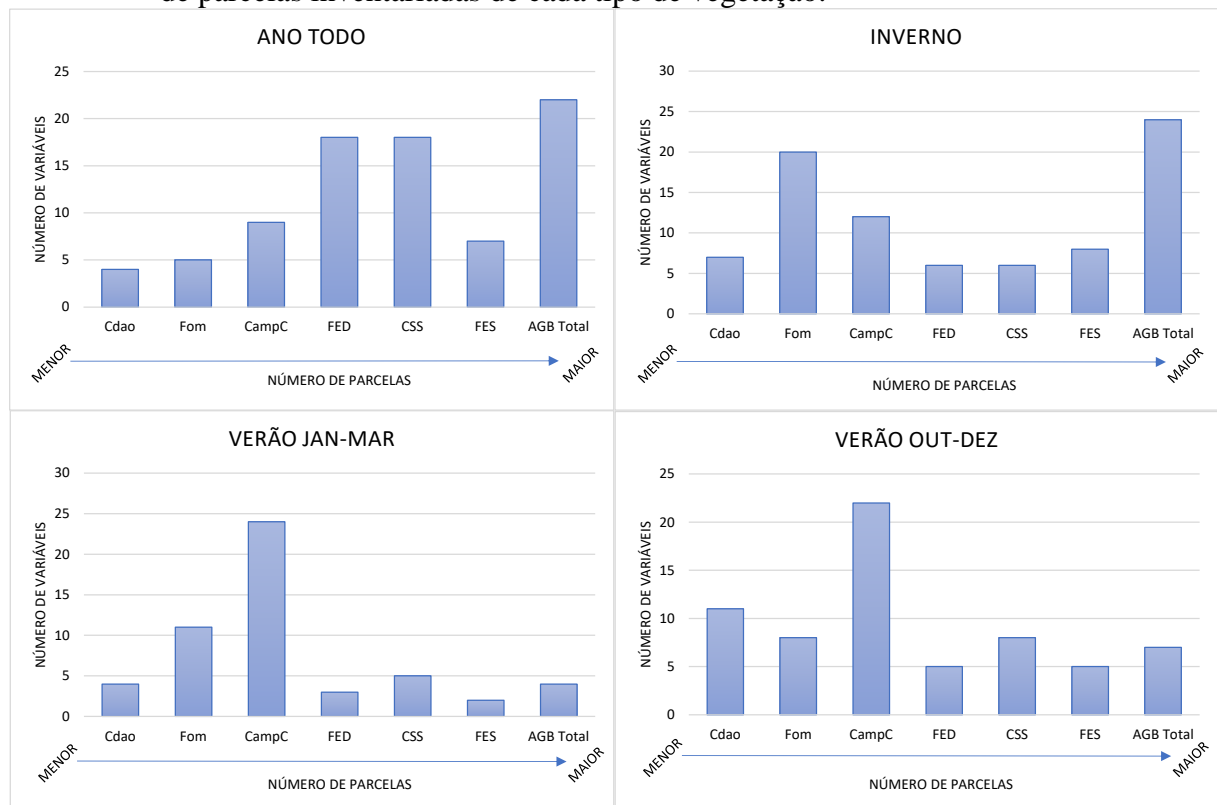 de parcelas inventariadas de cada tipo de vegetação.
ANO TODO
NÚMERO DE VARIÁVEIS
25
20
15
10
5
0
Cdao Fom CampC FED CSS FES AGB Total
MENOR MAIOR
NÚMERO DE PARCELAS
INVERNO
NÚMERO DE VARIÁVEIS
30
25
20
15
10
5
0
Cdao Fom CampC FED CSS FES AGB Total
MENOR MAIOR
NÚMERO DE PARCELAS
VERÃO JAN-MAR
NÚMERO DE VARIÁVEIS
30
25
20
15
10
5
0
Cdao Fom CampC FED CSS FES AGB Total
MENOR MAIOR
NÚMERO DE PARCELAS
VERÃO OUT-DEZ
NÚMERO DE VARIÁVEIS
25
20
15
10
5
0
Cdao Fom CampC FED CSS FES AGB Total
MENOR MAIOR
NÚMERO DE PARCELAS